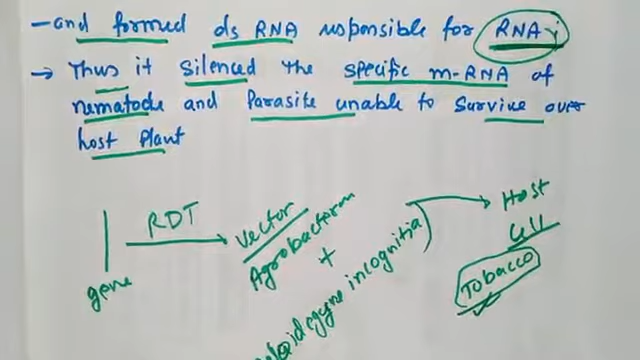 - and formed ds RNA responsible for RNAi
→ Thus it silenced the specific m-RNA of
nematode and Parasite unable to survive over
host Plant
gene
RDT
Vector
Agrobacterium
+
incognitia
Host
Cell
Tobacco